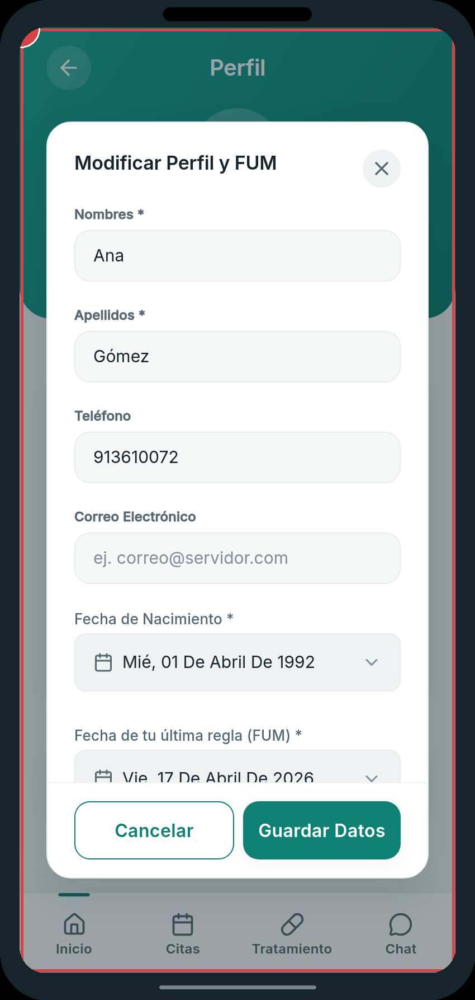 Perfil
Modificar Perfil y FUM
Nombres *
Ana
Apellidos *
Gómez
Teléfono
913610072
Correo Electrónico
ej. correo@servidor.com
Fecha de Nacimiento *
Mié, 01 De Abril De 1992
Fecha de tu última regla (FUM) *
Vie, 17 De Abril De 2026
Cancelar
Guardar Datos
Inicio
Citas
Tratamiento
Chat